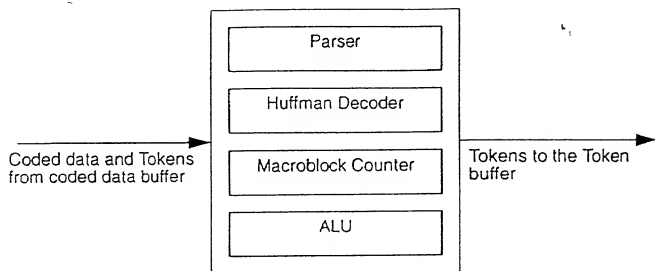 Parser
Huffman Decoder
Coded data and Tokens
from coded data buffer
Macroblock Counter
Tokens to the Token
buffer
ALU